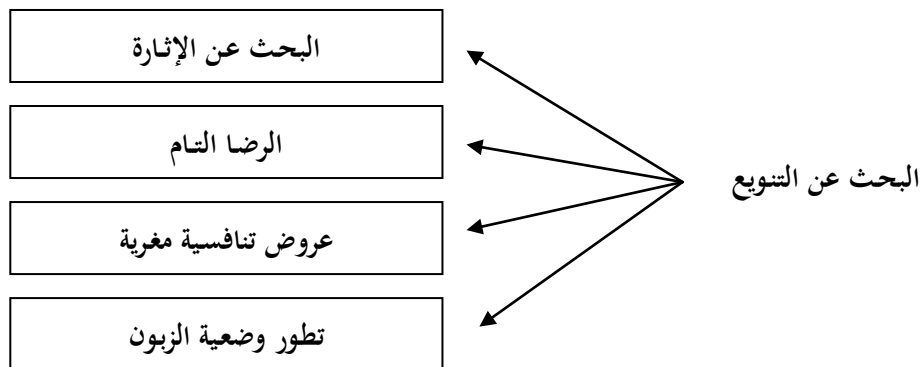 البحث عن الإثارة
الرضا التام
البحث عن التنويع
عروض تنافسية مغرية
تطور وضعية الزبون